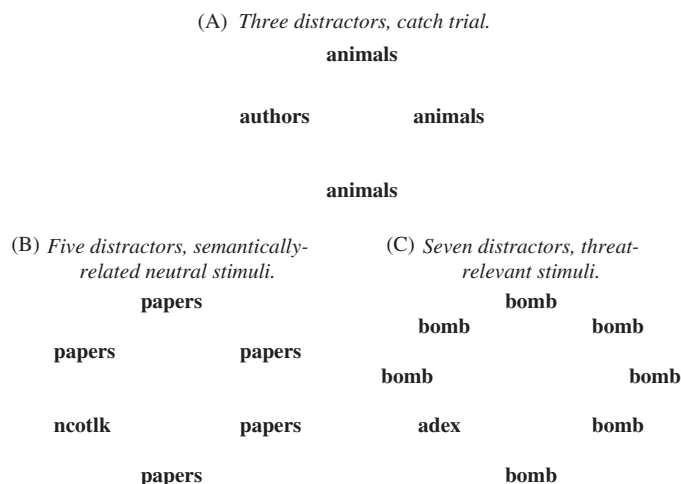 (A) Three distractors, catch trial.
animals
authors animals
animals
(B) Five distractors, semantically-
related neutral stimuli.
papers
papers papers
ncotlk papers
papers
(C) Seven distractors, threat-
relevant stimuli.
bomb
bomb bomb
bomb bomb
adex bomb
bomb